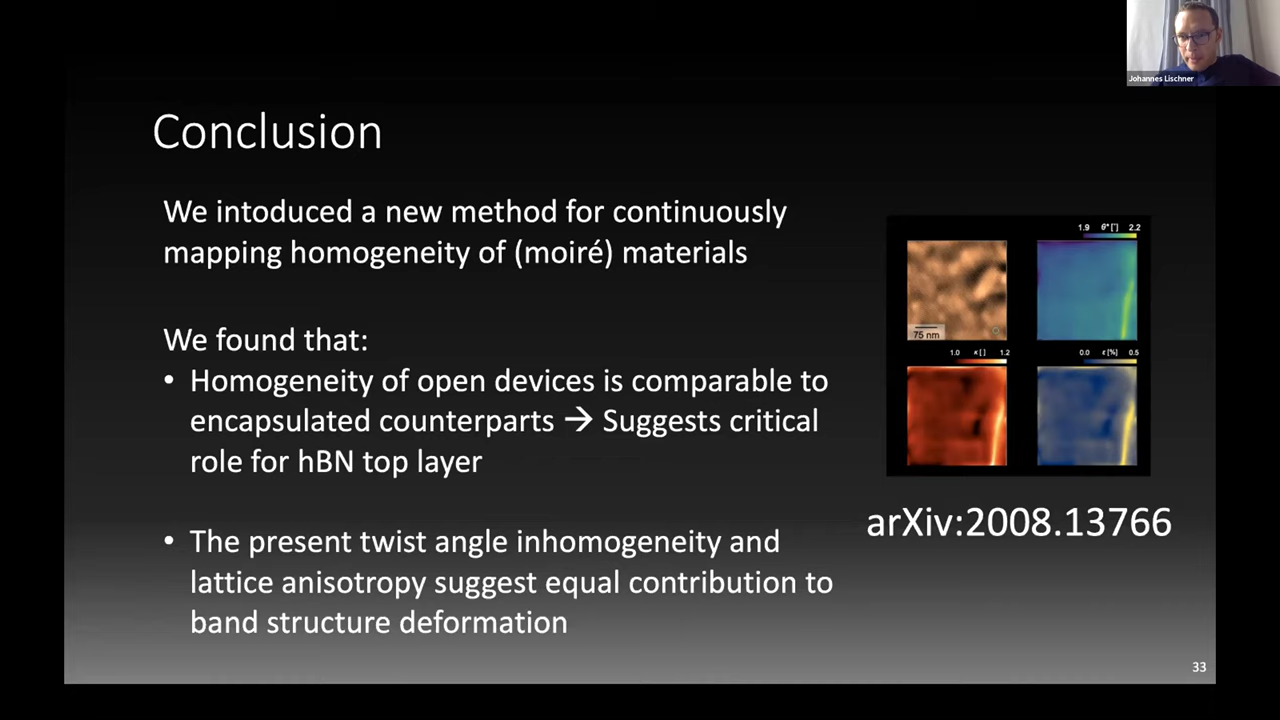 Johannes Lischner
Conclusion
We intoduced a new method for continuously
mapping homogeneity of (moiré) materials
We found that:
• Homogeneity of open devices is comparable to
encapsulated counterparts → Suggests critical
role for hBN top layer
• The present twist angle inhomogeneity and
lattice anisotropy suggest equal contribution to
band structure deformation
1.9 θ* [°] 2.2
75 nm
1.0 κ [ ] 1.2
0.0 ε [%] 0.5
arXiv:2008.13766
33